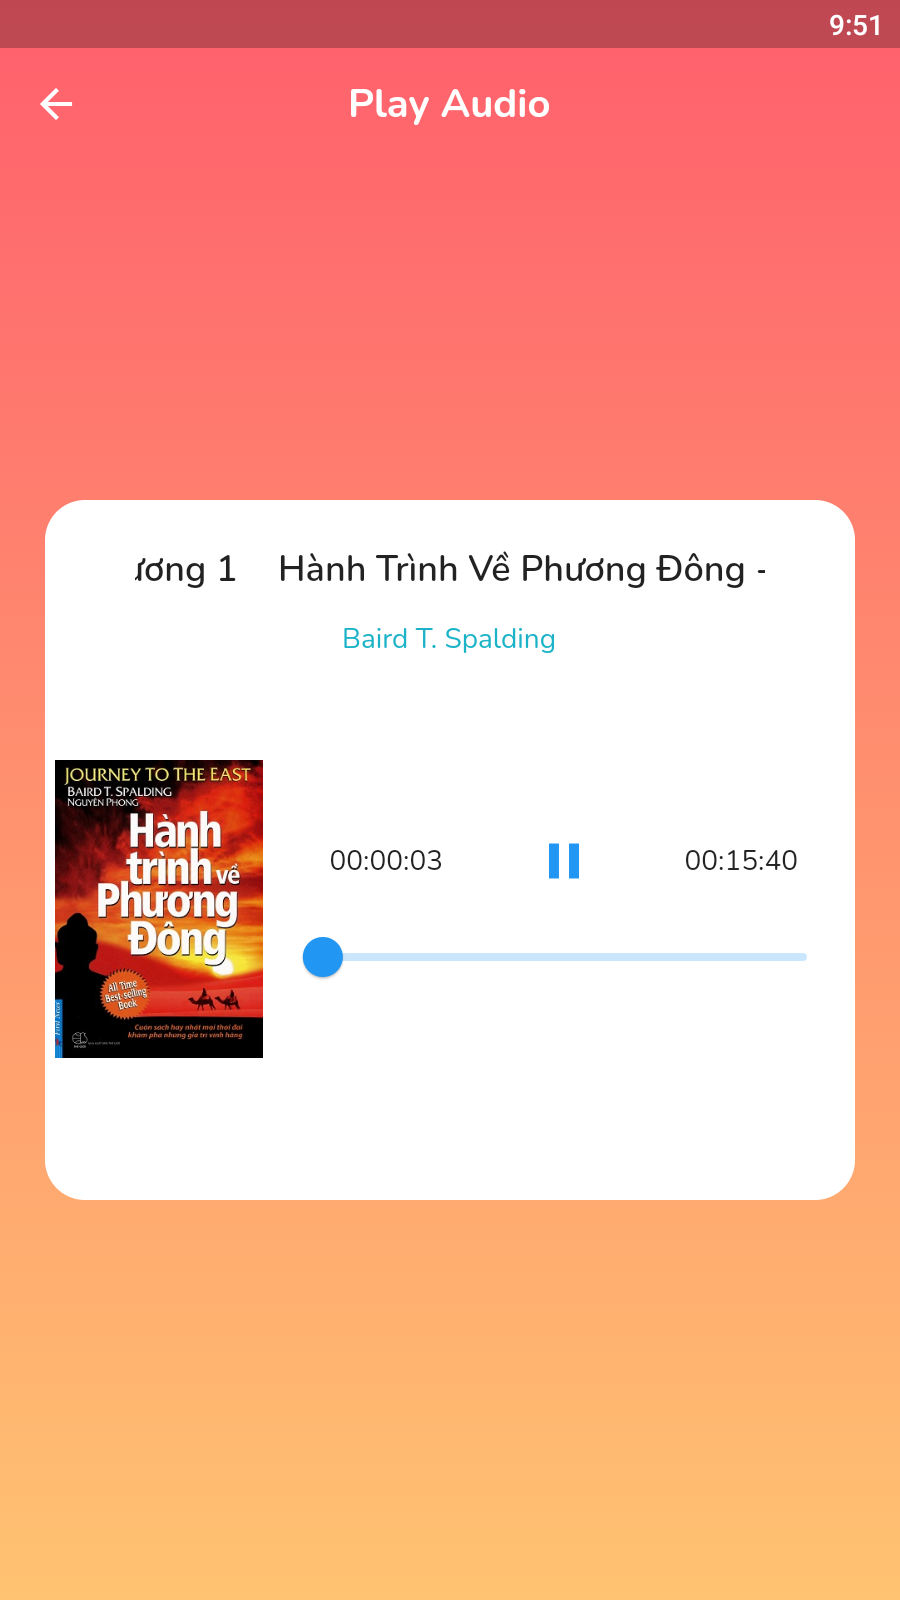 9:51
Play Audio
ương 1 Hành Trình Về Phương Đông -
Baird T. Spalding
JOURNEY TO THE EAST
BAIRD T. SPALDING
NGUYÊN PHONG
Hành
trình về
Phương
Đông
All Time
Best-selling
Book
Cuốn sách hay nhất mọi thời đại
khám phá những giá trị vĩnh hằng
First News
00:00:03
00:15:40